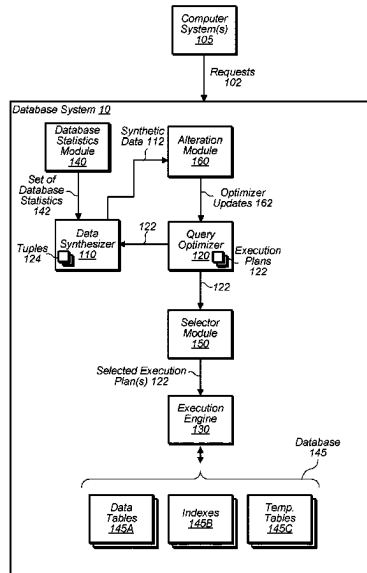 Computer
System(s)
105
Requests
102
Database System 10
Database
Statistics
Module
140
Synthetic
Data 112
Alteration
Module
160
Set of
Database
Statistics
142
Optimizer
Updates 162
Tuples
124
Data
Synthesizer
110
122
Query
Optimizer
120
Execution
Plans
122
122
Selector
Module
150
Selected Execution
Plan(s) 122
Execution
Engine
130
Database
145
Data
Tables
145A
Indexes
145B
Temp.
Tables
145C